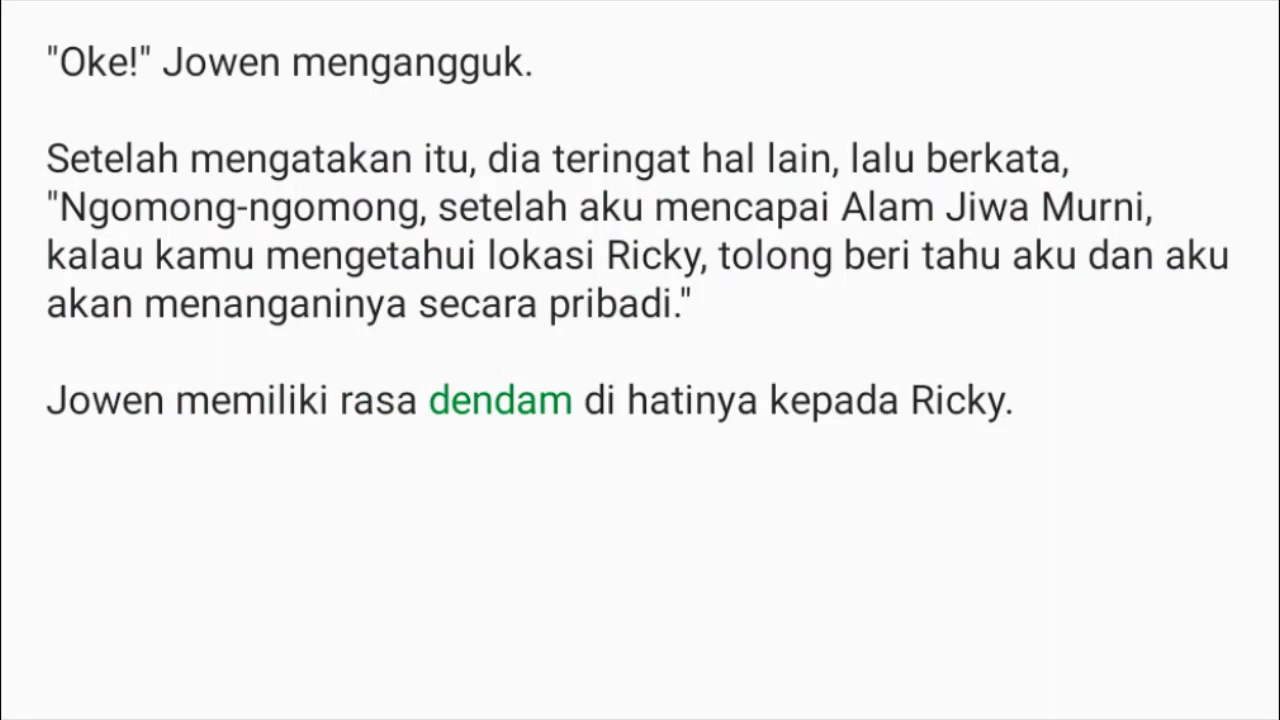 "Oke!" Jowen mengangguk.
Setelah mengatakan itu, dia teringat hal lain, lalu berkata,
"Ngomong-ngomong, setelah aku mencapai Alam Jiwa Murni,
kalau kamu mengetahui lokasi Ricky, tolong beri tahu aku dan aku
akan menanganinya secara pribadi."
Jowen memiliki rasa dendam di hatinya kepada Ricky.